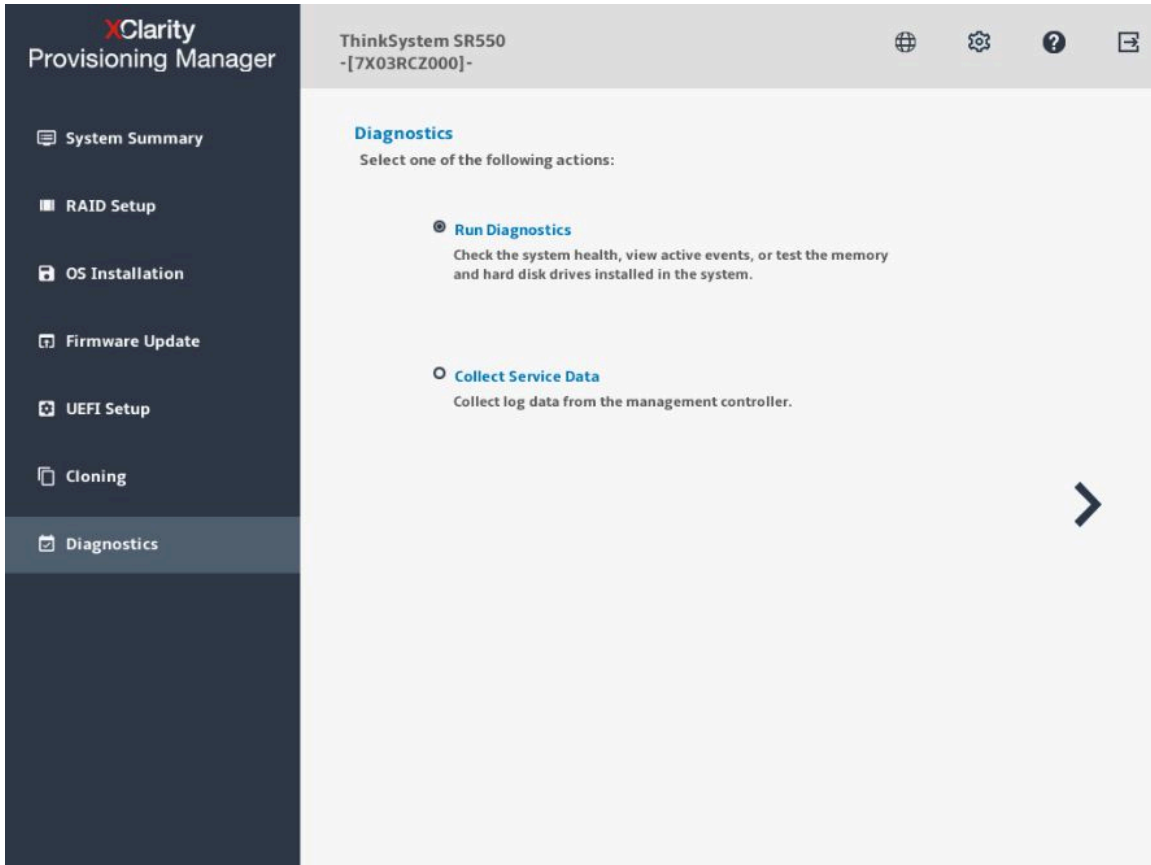 XClarity
Provisioning Manager
ThinkSystem SR550
-[7X03RCZ000]-
System Summary
RAID Setup
OS Installation
Firmware Update
UEFI Setup
Cloning
Diagnostics
Diagnostics
Select one of the following actions:
Run Diagnostics
Check the system health, view active events, or test the memory
and hard disk drives installed in the system.
Collect Service Data
Collect log data from the management controller.